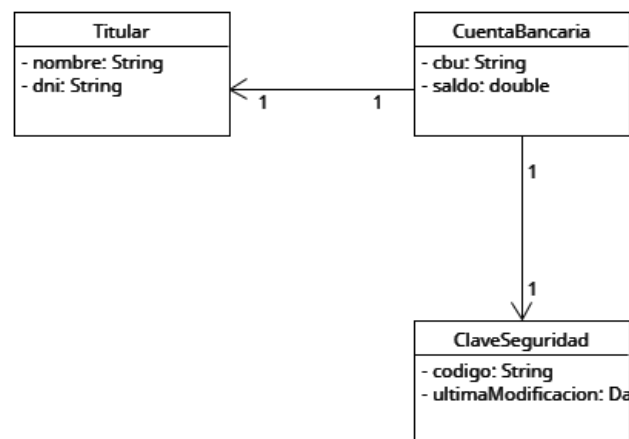 Titular
- nombre: String
- dni: String
CuentaBancaria
- cbu: String
- saldo: double
1
1
1
1
ClaveSeguridad
- codigo: String
- ultimaModificacion: Da